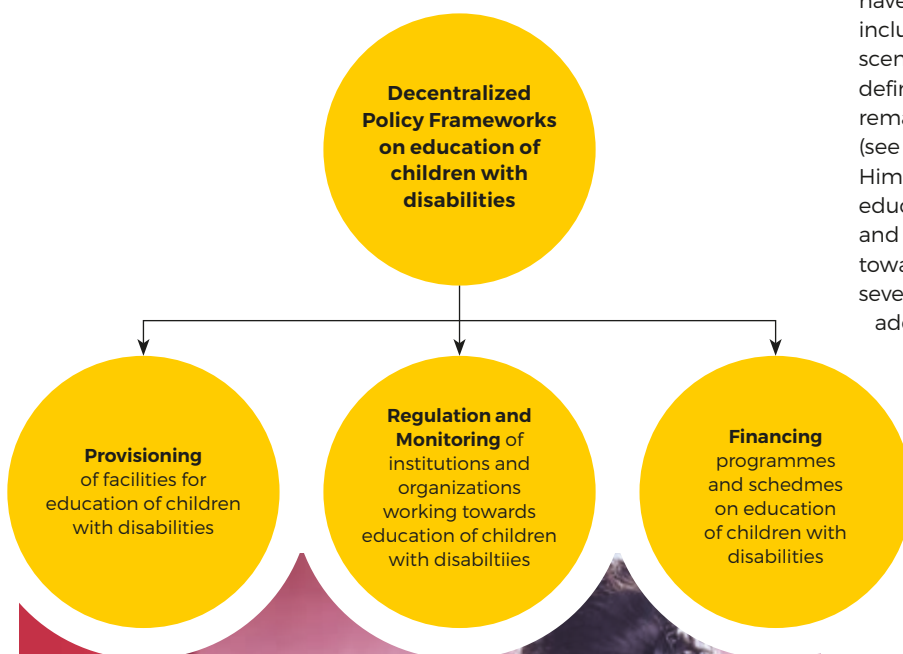 Decentralized
Policy Frameworks
on education of
children with
disabilities
Provisioning
of facilities for
education of children
with disabilities
Regulation and
Monitoring of
institutions and
organizations
working towards
education of children
with disabiltiies
Financing
programmes
and schedmes
on education
of children with
disabilities
have
inclu
scen
defin
rema
(see
Him
educ
and
towa
seve
ad